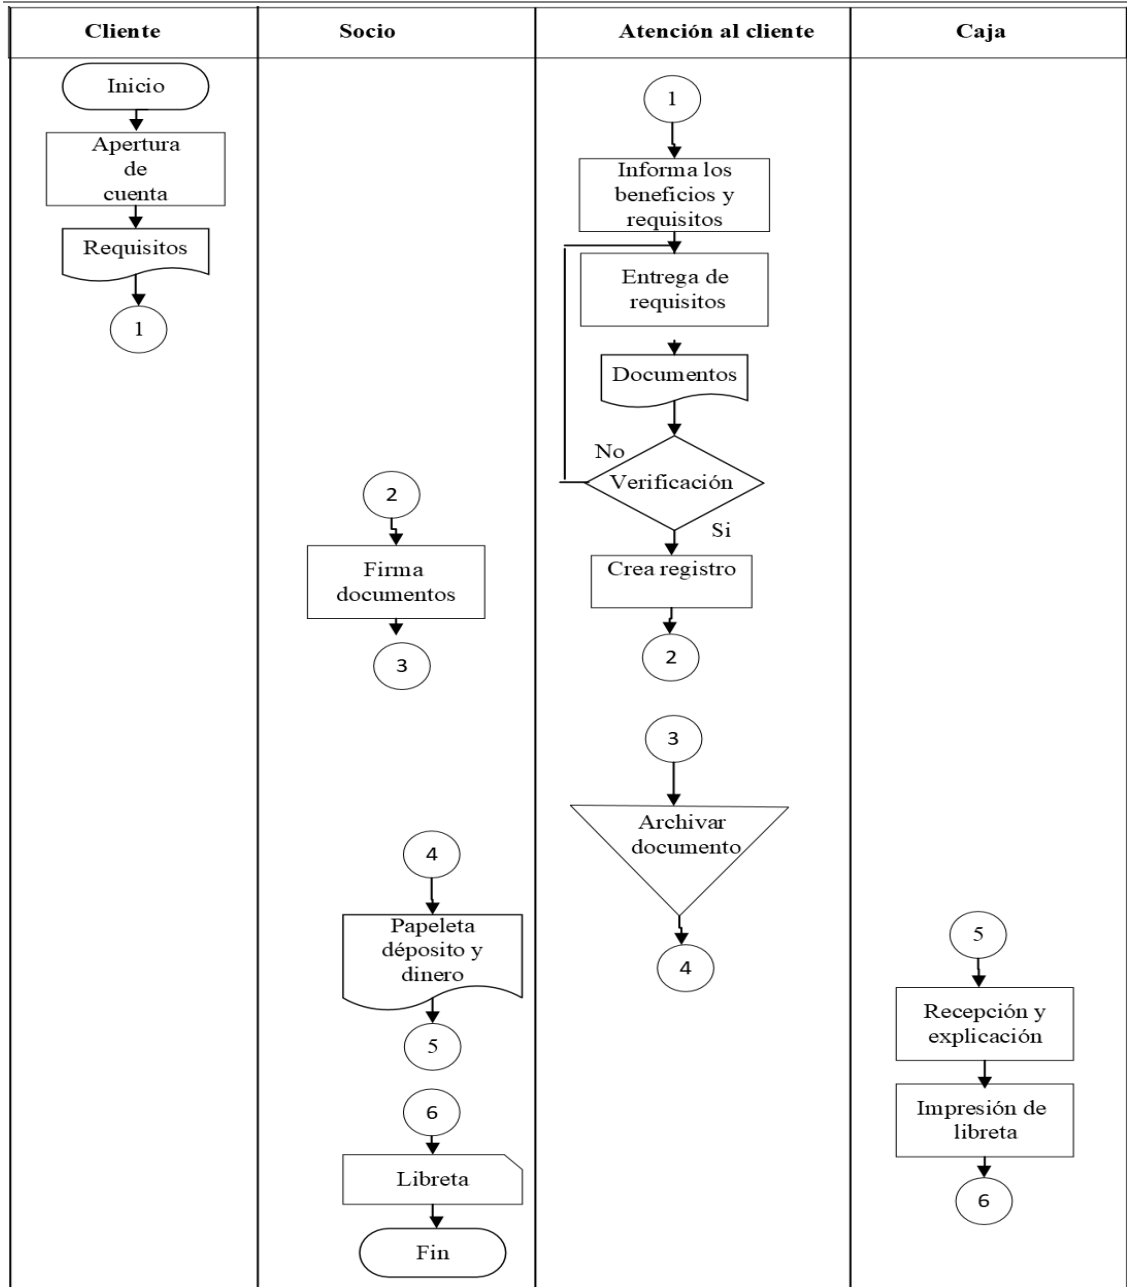 Cliente
Socio
Atención al cliente
Caja
Inicio
Apertura
de
cuenta
Requisitos
1
2
Firma
documentos
3
4
Papeleta
déposito y
dinero
5
6
Libreta
Fin
1
Informa los
beneficios y
requisitos
Entrega de
requisitos
Documentos
No
Verificación
Si
Crea registro
2
3
Archivar
documento
4
5
Recepción y
explicación
Impresión de
libreta
6